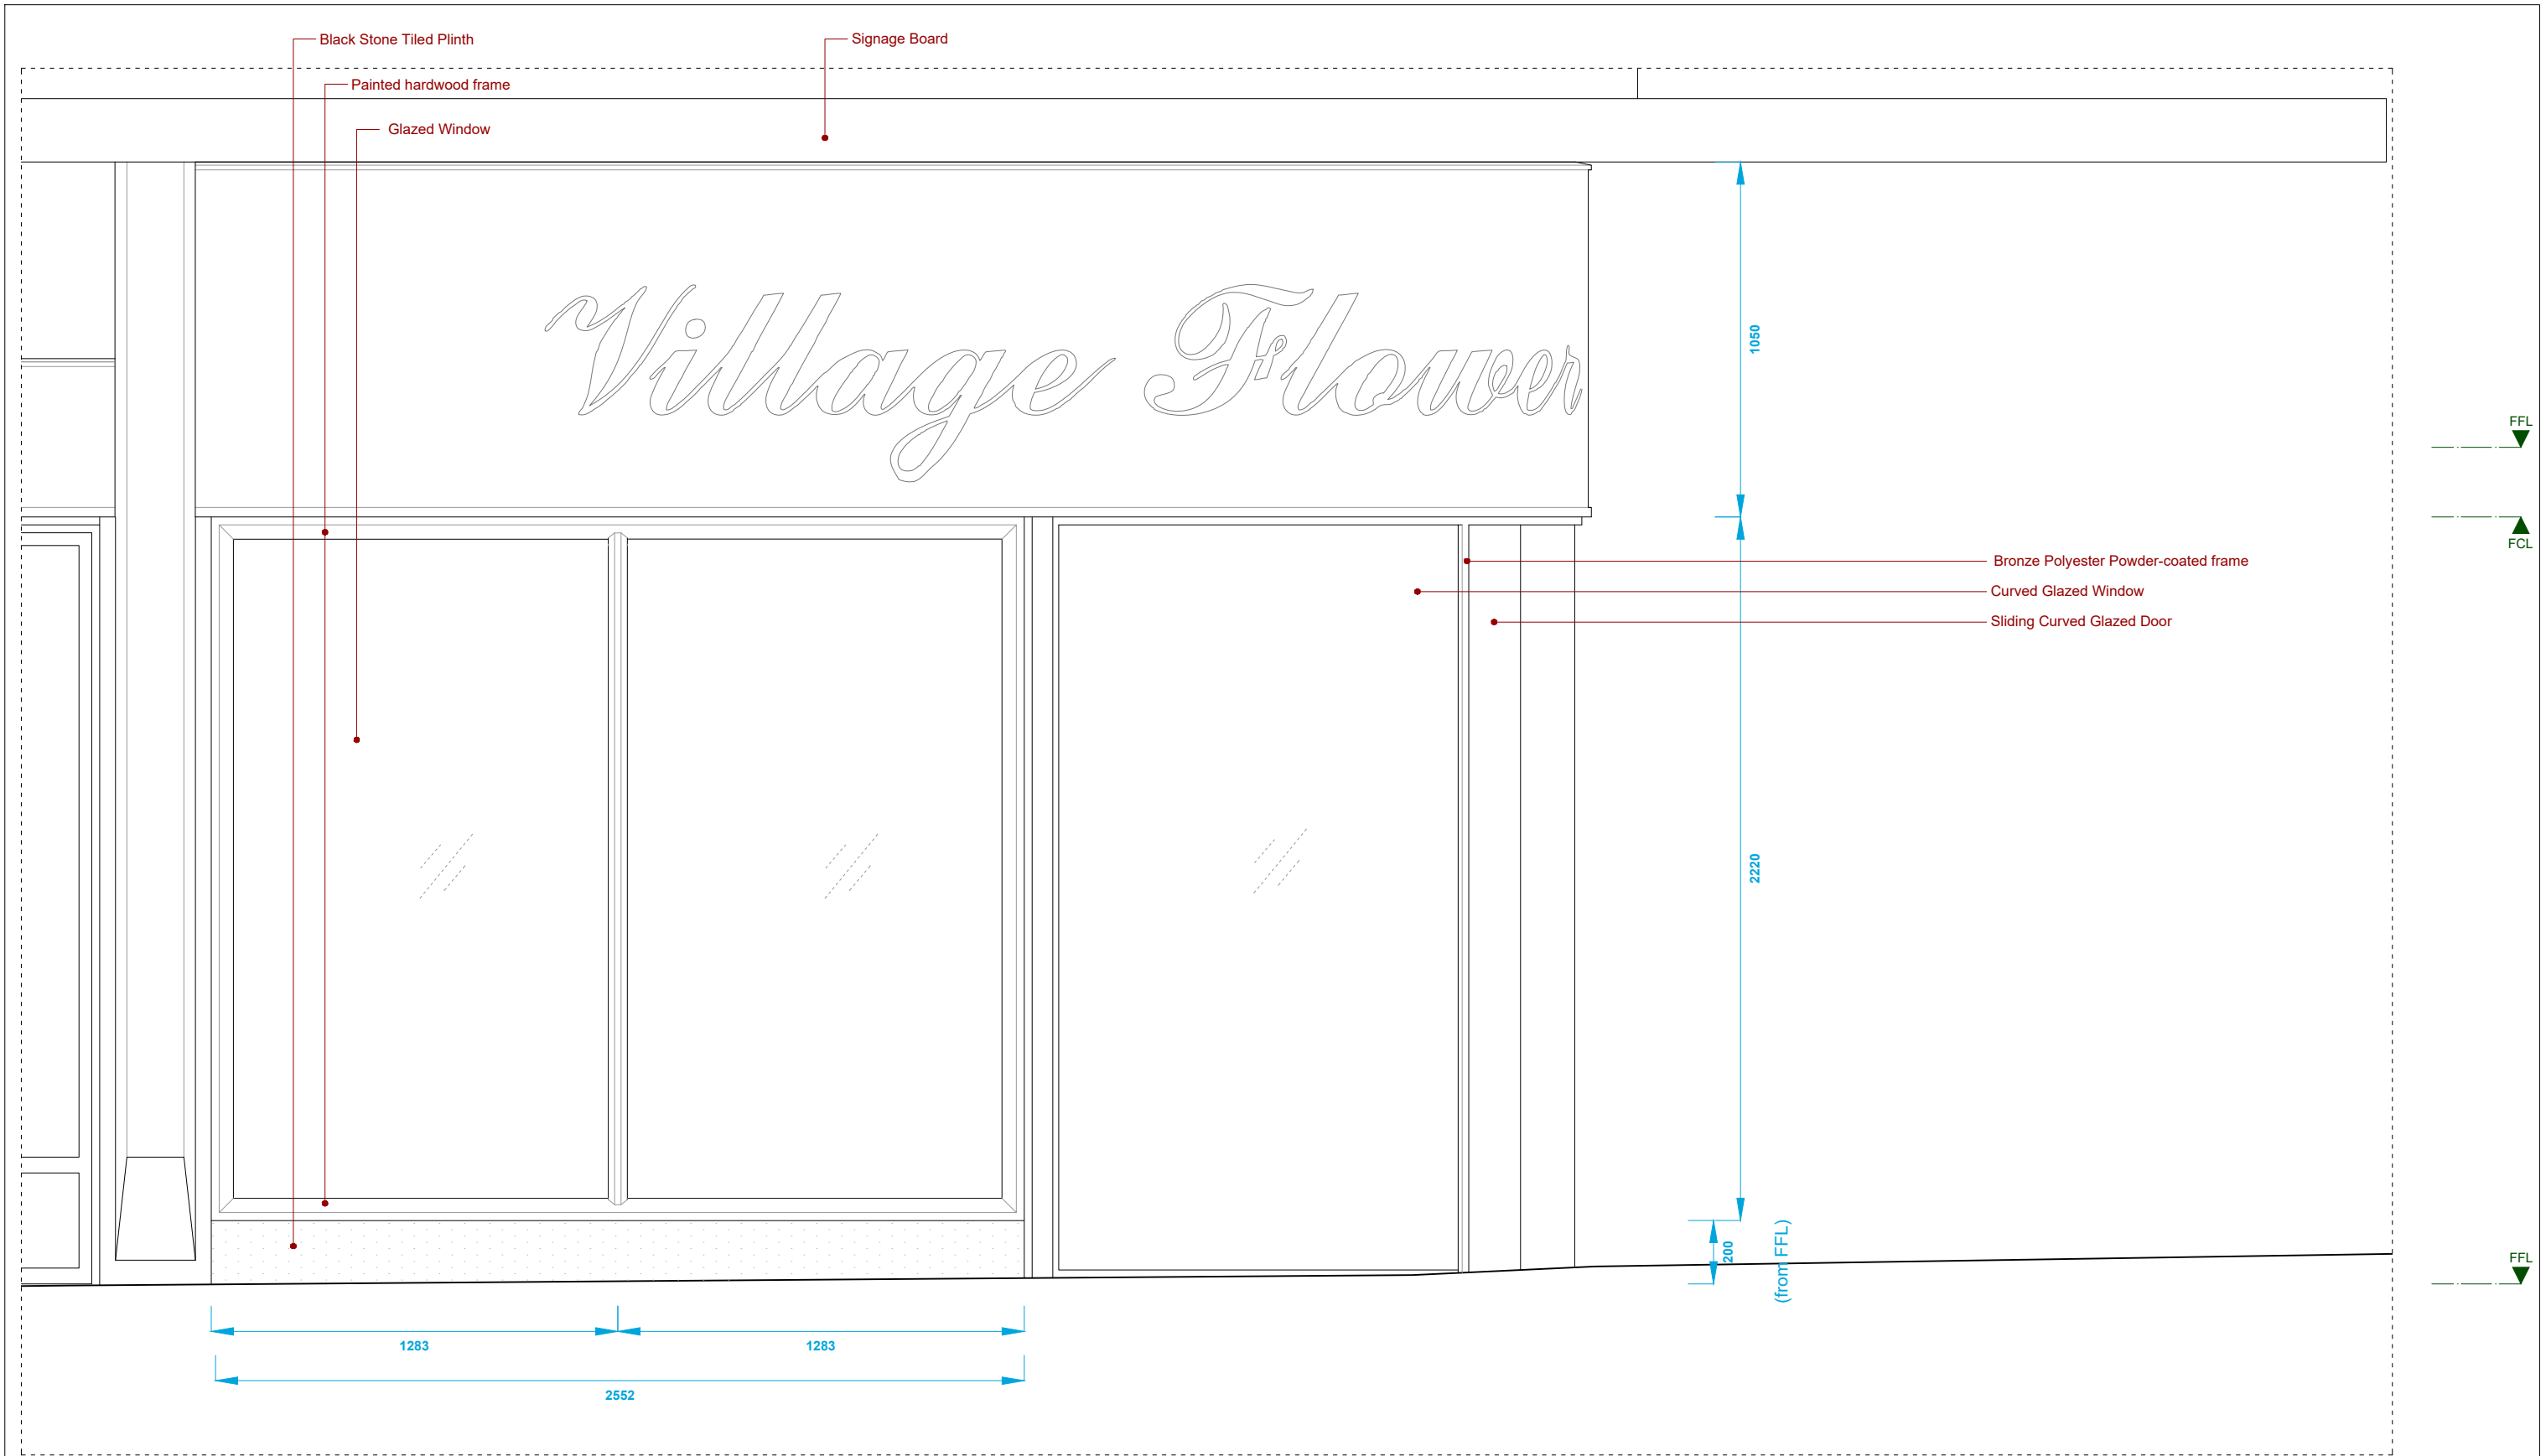 Black Stone Tiled Plinth
Signage Board
Painted hardwood frame
Glazed Window
Village Flower
1050
FFL
FCL
Bronze Polyester Powder-coated frame
Curved Glazed Window
Sliding Curved Glazed Door
2220
200
(from FFL)
FFL
1283
1283
2552